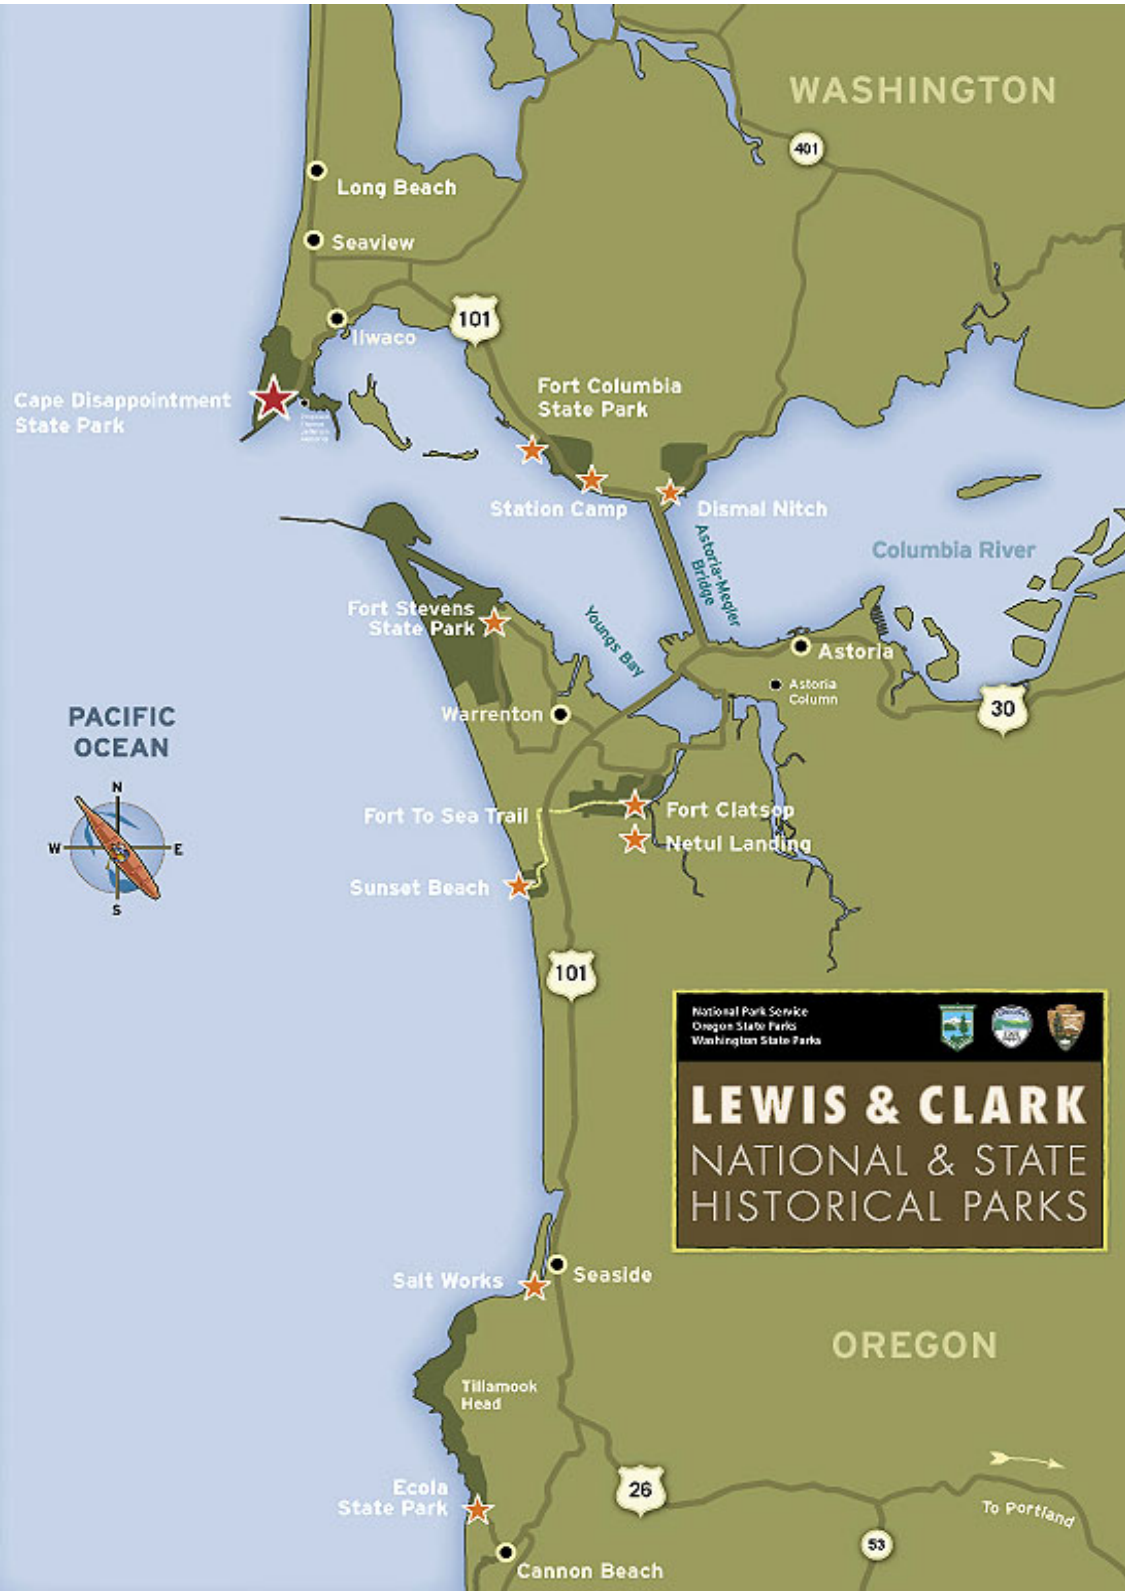 WASHINGTON
401
Long Beach
Seaview
101
Ilwaco
Fort Columbia
State Park
Cape Disappointment
State Park
Station Camp
Dismal Nitch
Astoria-Megler
Bridge
Columbia River
Fort Stevens
State Park
Youngs Bay
Astoria
Astoria
Column
30
Warrenton
PACIFIC
OCEAN
N
W
E
S
Fort To Sea Trail
Fort Clatsop
Netul Landing
Sunset Beach
101
National Park Service
Oregon State Parks
Washington State Parks
LEWIS & CLARK
NATIONAL & STATE
HISTORICAL PARKS
Salt Works
Seaside
OREGON
Tillamook
Head
Ecola
State Park
26
To Portland
53
Cannon Beach